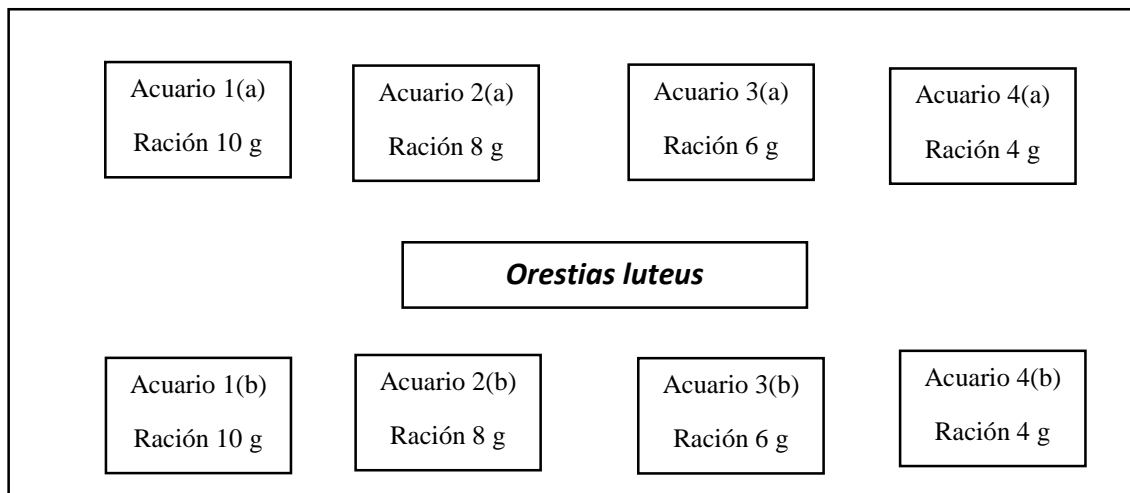 Acuario 1(a)
Ración 10 g
Acuario 2(a)
Ración 8 g
Acuario 3(a)
Ración 6 g
Acuario 4(a)
Ración 4 g
Orestias luteus
Acuario 1(b)
Ración 10 g
Acuario 2(b)
Ración 8 g
Acuario 3(b)
Ración 6 g
Acuario 4(b)
Ración 4 g